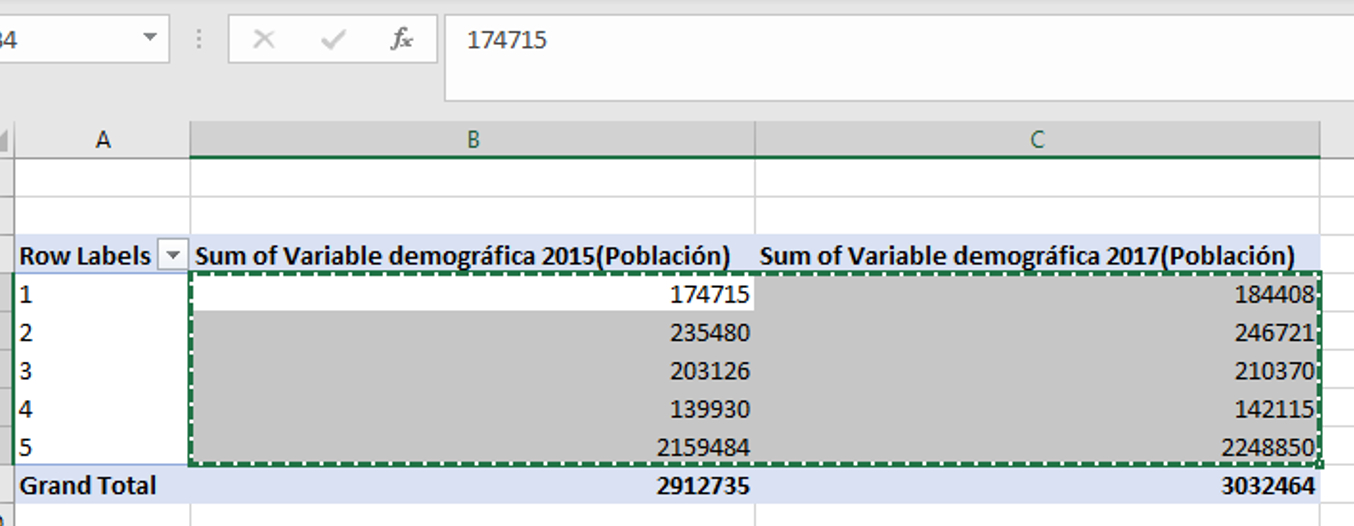 34 fx 174715
A B C
Row Labels Sum of Variable demográfica 2015(Población) Sum of Variable demográfica 2017(Población)
1 174715 184408
2 235480 246721
3 203126 210370
4 139930 142115
5 2159484 2248850
Grand Total 2912735 3032464